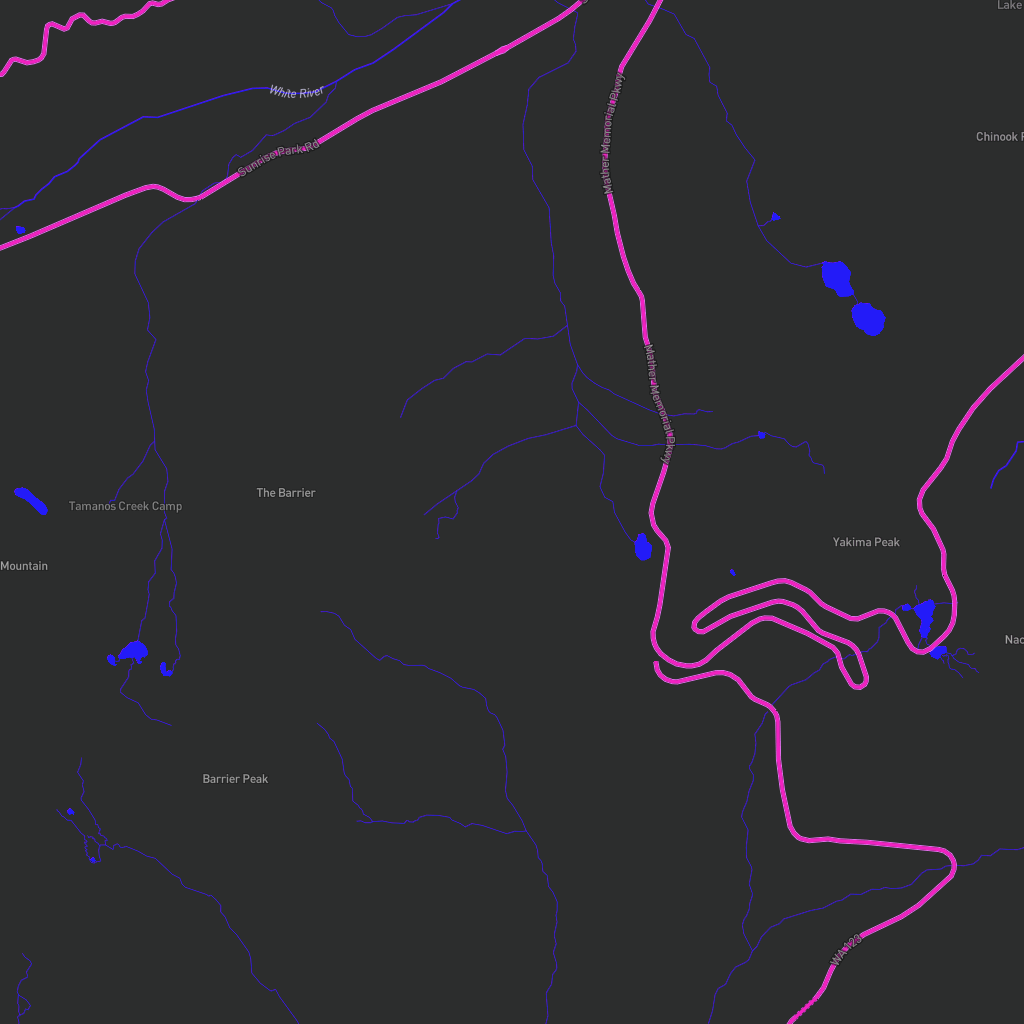 Lake
White River
Mather Memorial Pkwy
Chinook
Sunrise Park Rd
Mather Memorial Pkwy
The Barrier
Tamanos Creek Camp
Yakima Peak
Mountain
Nac
Barrier Peak
WA 123